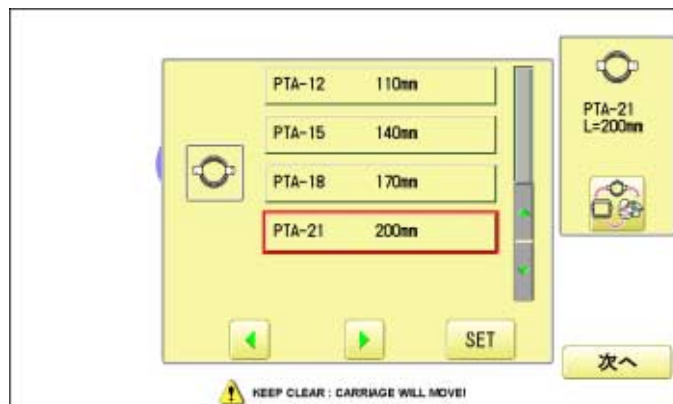 PTA-12 110mm
PTA-15 140mm
PTA-18 170mm
PTA-21 200mm
SET
PTA-21
L=200mm
次へ
KEEP CLEAR : CARRIAGE WILL MOVE!